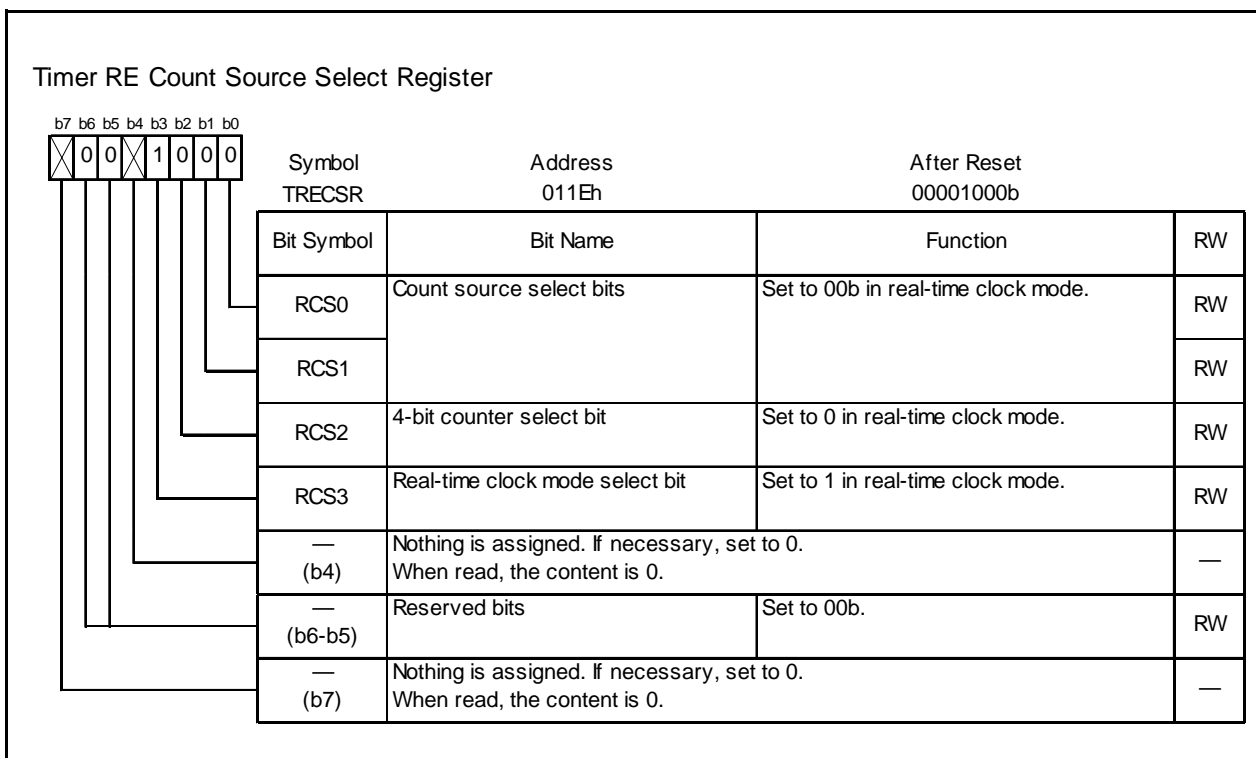 Timer RE Count Source Select Register
b7 b6 b5 b4 b3 b2 b1 b0
0 0 1 0 0 0
Symbol Address After Reset
TRECSR 011Eh 00001000b
Bit Symbol Bit Name Function RW
RCS0 Count source select bits Set to 00b in real-time clock mode. RW
RCS1 RW
RCS2 4-bit counter select bit Set to 0 in real-time clock mode. RW
RCS3 Real-time clock mode select bit Set to 1 in real-time clock mode. RW
— Nothing is assigned. If necessary, set to 0.
(b4) When read, the content is 0. —
— Reserved bits Set to 00b.
(b6-b5) RW
— Nothing is assigned. If necessary, set to 0.
(b7) When read, the content is 0. —